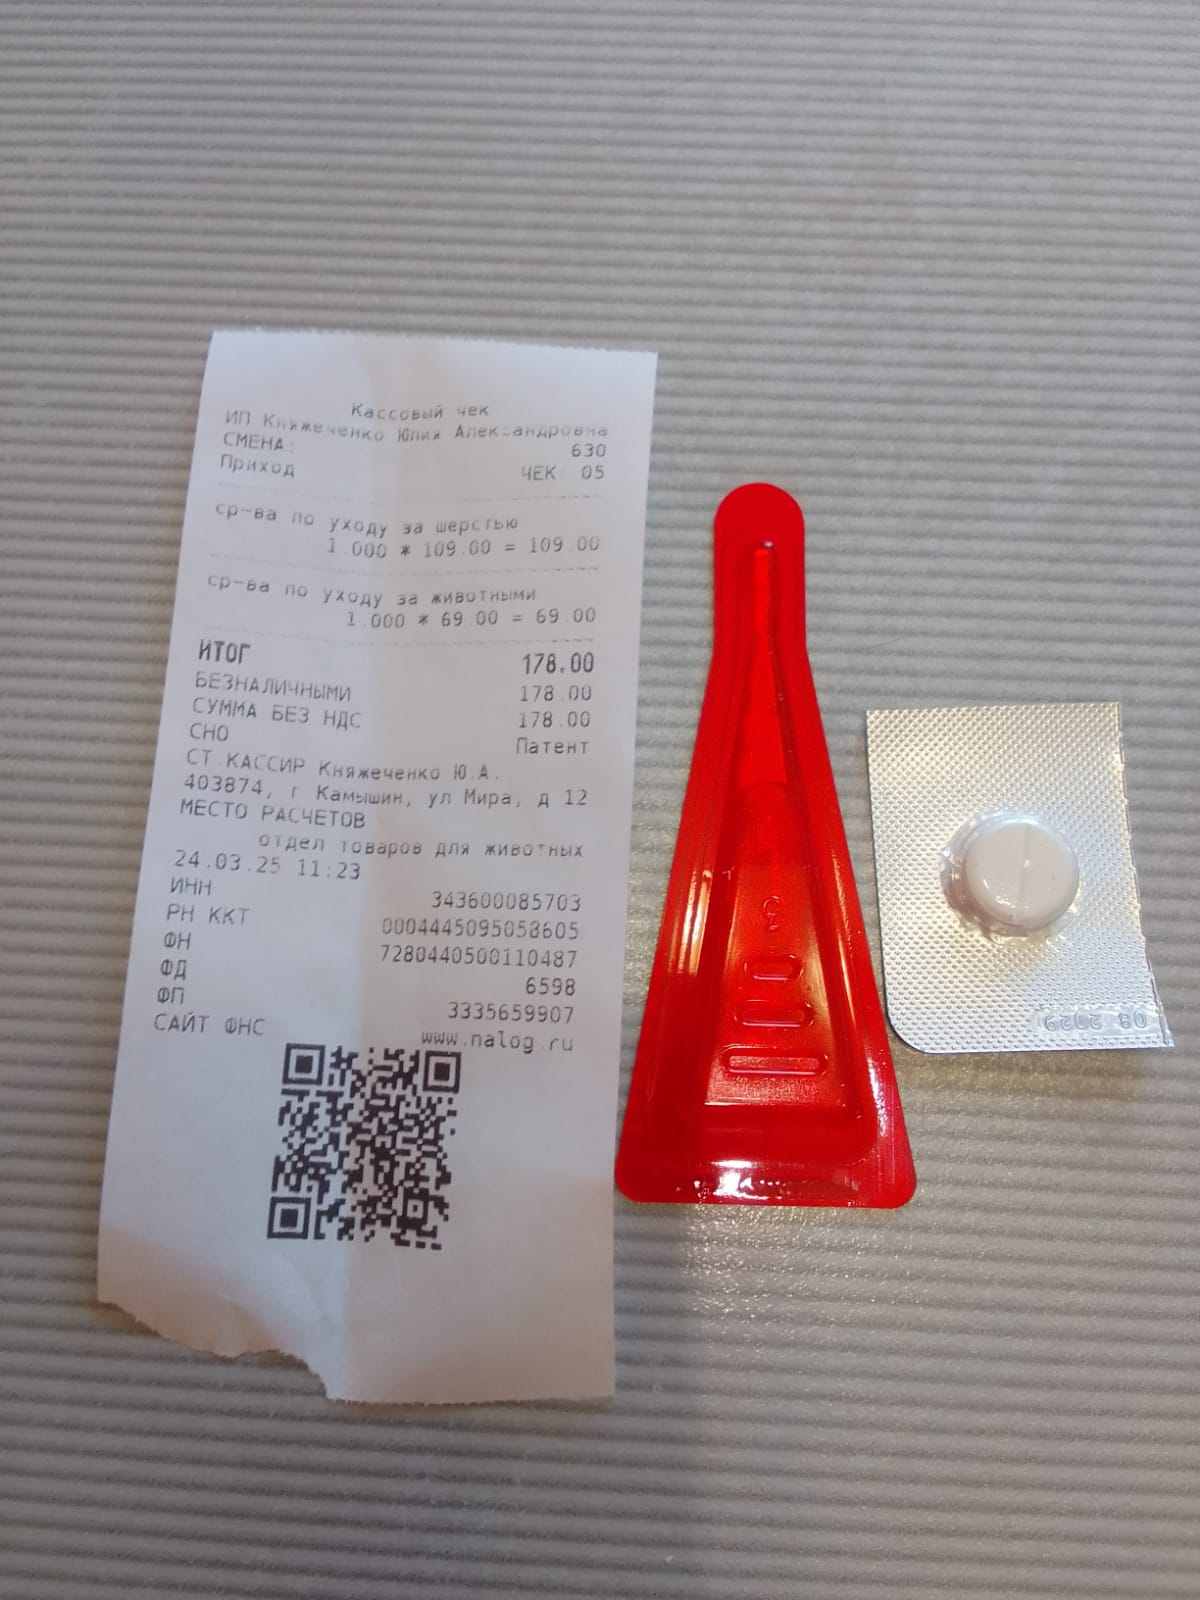 Кассовый чек
ИП Княжеченко Юлия Александровна
СМЕНА: 630
Приход ЧЕК 05
ср-ва по уходу за шерстью
1.000 * 109.00 = 109.00
ср-ва по уходу за животными
1.000 * 69.00 = 69.00
ИТОГ 178.00
БЕЗНАЛИЧНЫМИ 178.00
СУММА БЕЗ НДС 178.00
СНО Патент
СТ.КАССИР Княжеченко Ю.А.
403874, г Камышин, ул Мира, д 12
МЕСТО РАСЧЕТОВ
отдел товаров для животных
24.03.25 11:23
ИНН 343600085703
РН ККТ 0004445095058605
ФН 7280440500110487
ФД 6598
ФП 3335659907
САЙТ ФНС www.nalog.ru
08 2029